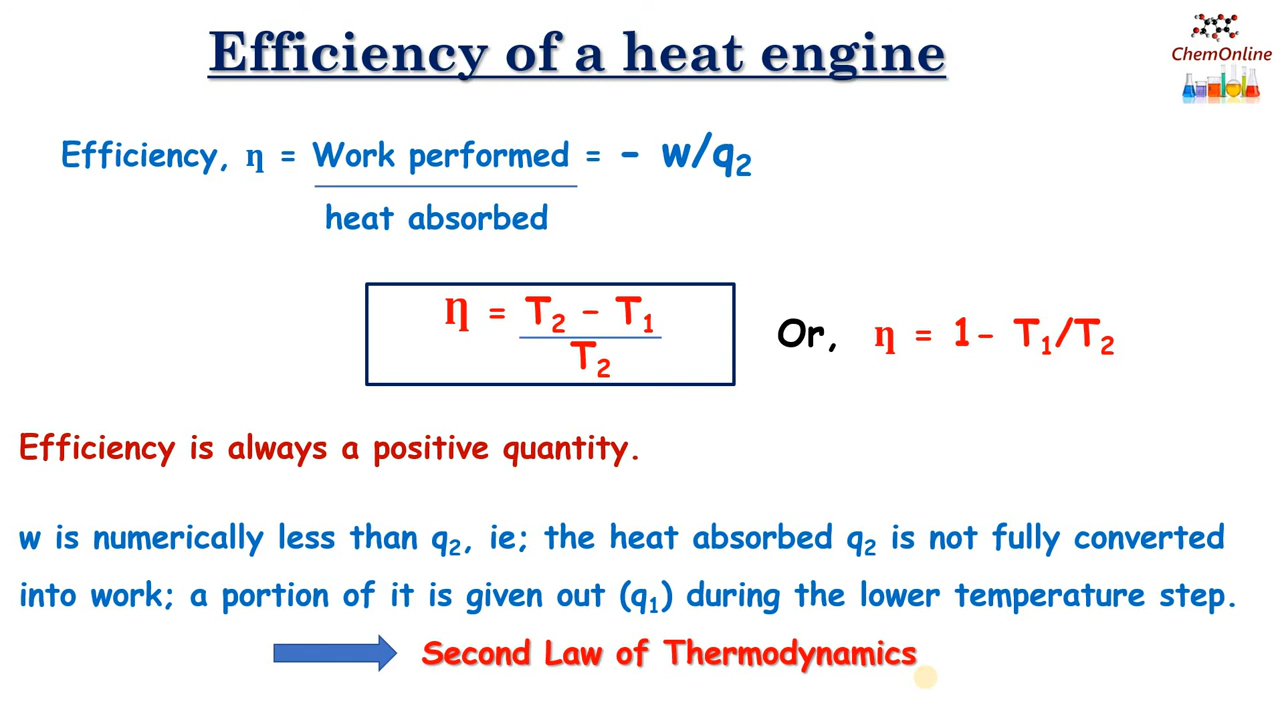 Efficiency of a heat engine
ChemOnline
Efficiency, η = Work performed = - w/q₂
heat absorbed
η = T₂ - T₁
T₂
Or, η = 1- T₁/T₂
Efficiency is always a positive quantity.
w is numerically less than q₂, ie; the heat absorbed q₂ is not fully converted
into work; a portion of it is given out (q₁) during the lower temperature step.
Second Law of Thermodynamics